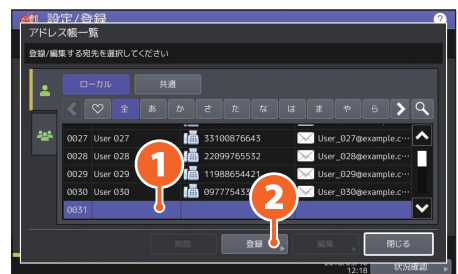 設定/登録
?
アドレス帳一覧
登録/編集する宛先を選択してください
ローカル 共通
全 あ か さ た な は ま や ら
0027 User 027 33100876643 User_027@example.c…
0028 User 028 22099765532 User_028@example.c…
0029 User 029 11988654421 User_029@example.c…
0030 User 030 097775433 User_030@example.c…
0031
1
2
削除 登録 編集 閉じる
12:18 状況確認